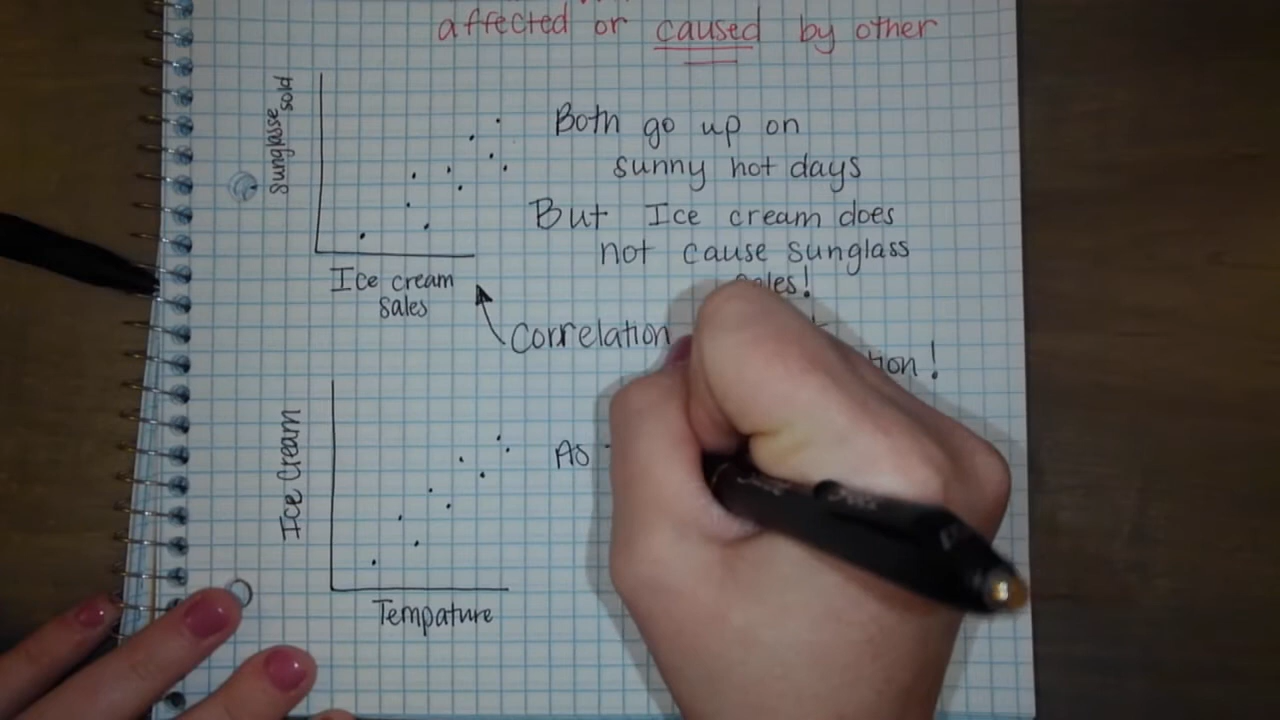 affected or caused by other
Sunglasse
sold
Both go up on
sunny hot days
But Ice cream does
not cause sunglass
Ice cream
sales
Correlation
Ice Cream
As
Tempature